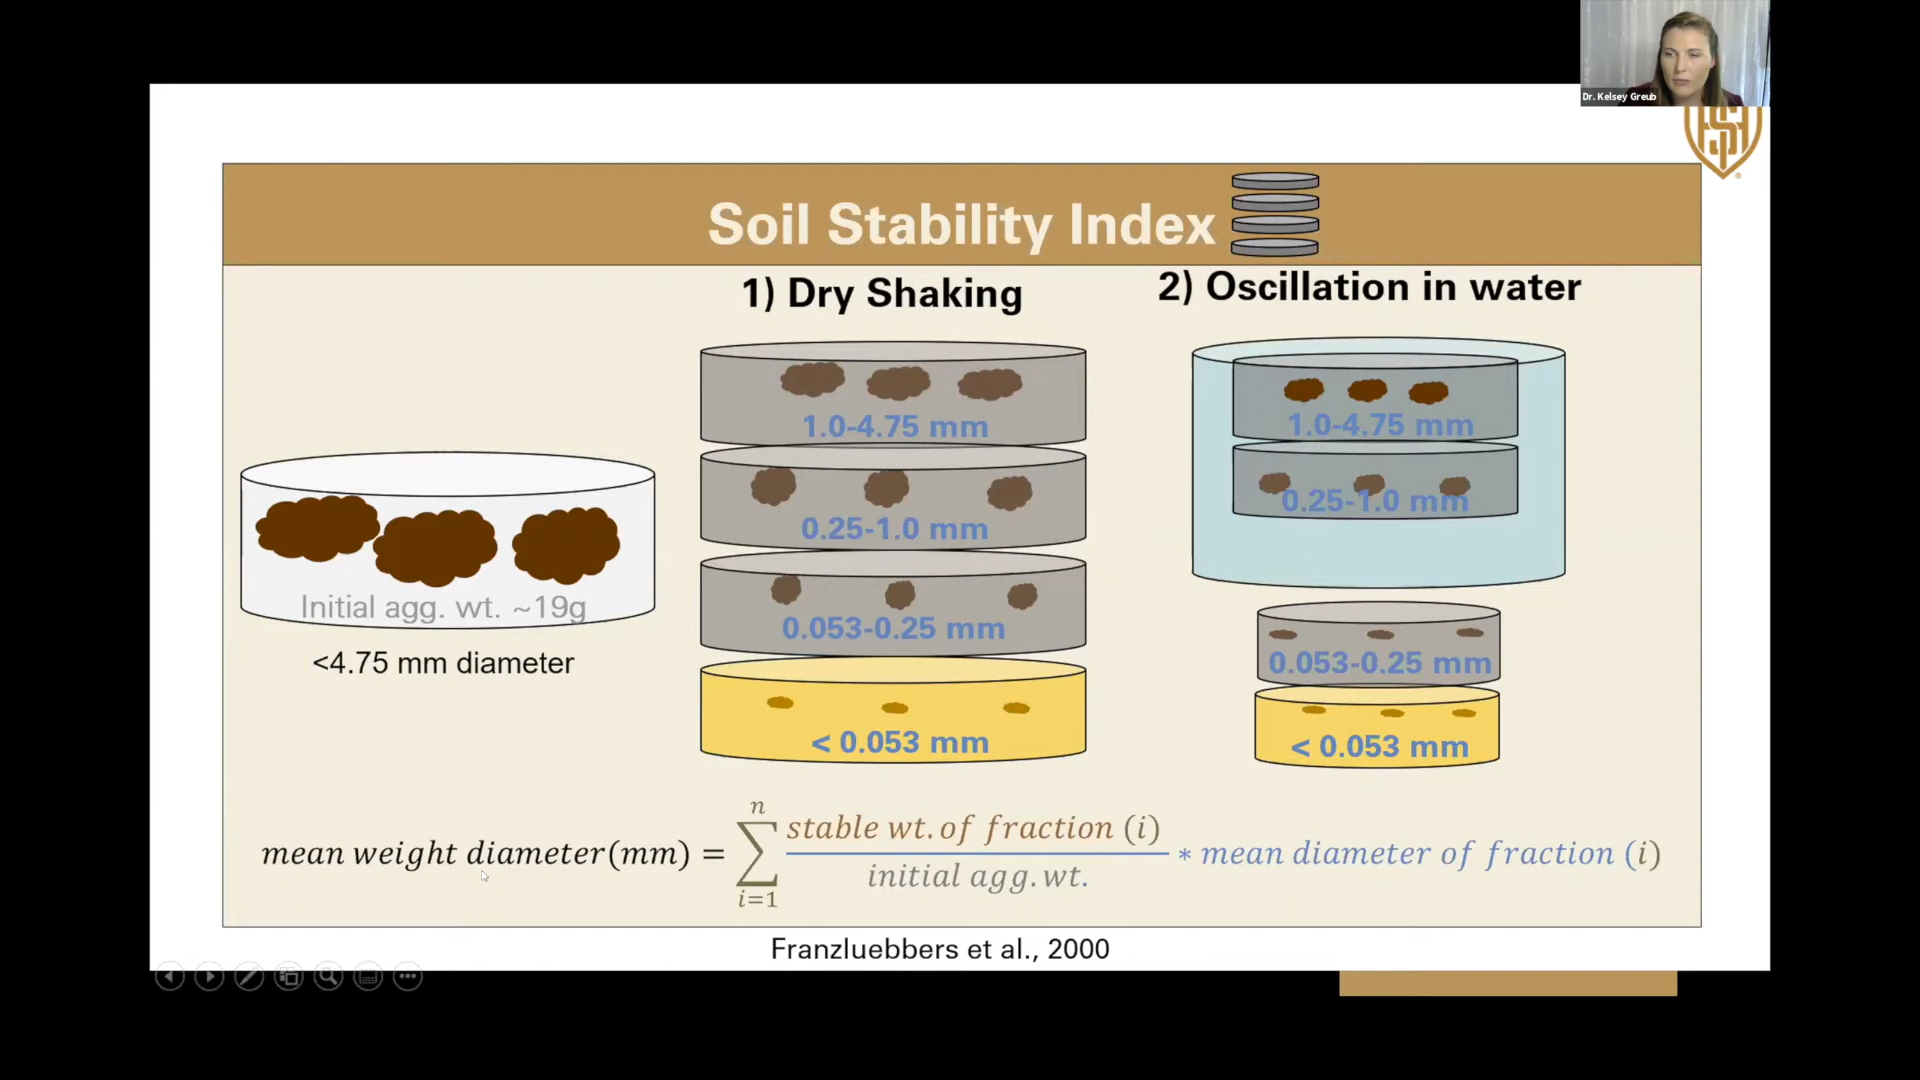 Dr. Kelsey Greub
Soil Stability Index
1) Dry Shaking
2) Oscillation in water
1.0-4.75 mm
0.25-1.0 mm
0.053-0.25 mm
< 0.053 mm
1.0-4.75 mm
0.25-1.0 mm
0.053-0.25 mm
< 0.053 mm
Initial agg. wt. ~19g
<4.75 mm diameter
mean weight diameter(mm) = ∑ n i=1 stable wt. of fraction (i) / initial agg. wt. * mean diameter of fraction (i)
Franzluebbers et al., 2000